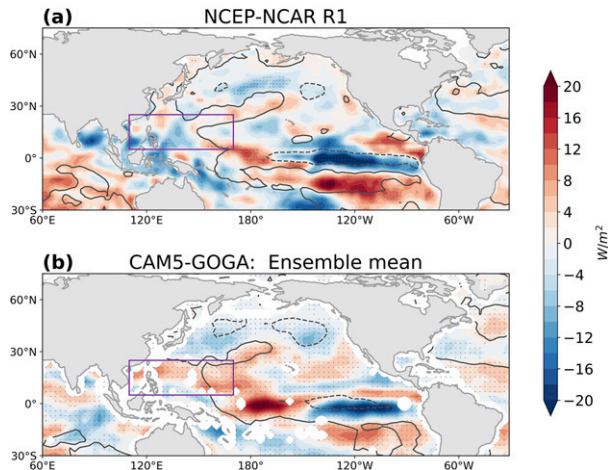 (a) NCEP-NCAR R1
60°N
30°N
0°
30°S
60°E 120°E 180° 120°W 60°W
(b) CAM5-GOGA: Ensemble mean
60°N
30°N
0°
30°S
60°E 120°E 180° 120°W 60°W
20
16
12
8
4
0
−4
−8
−12
−16
−20
W/m²